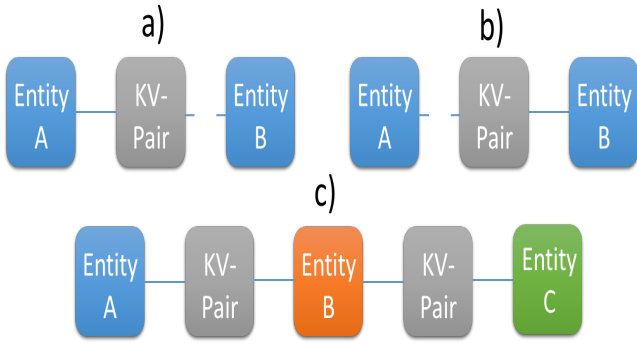 a)
b)
Entity
A
KV-
Pair
Entity
B
Entity
A
KV-
Pair
Entity
B
c)
Entity
A
KV-
Pair
Entity
B
KV-
Pair
Entity
C